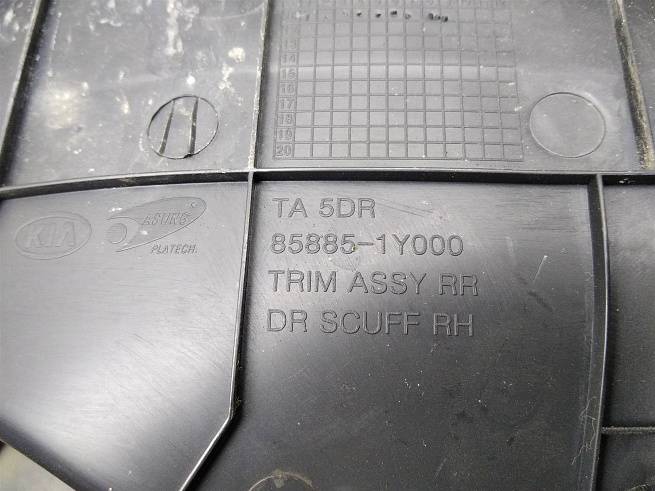 13
14
15
16
17
18
19
20
KIA
PLATECH.
TA 5DR
85885-1Y000
TRIM ASSY RR
DR SCUFF RH